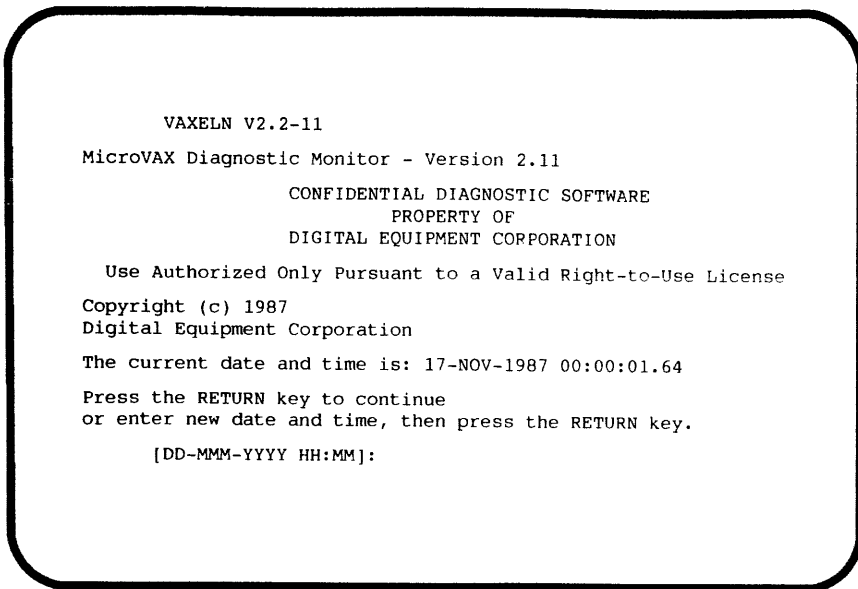 VAXELN V2.2-11
MicroVAX Diagnostic Monitor - Version 2.11
CONFIDENTIAL DIAGNOSTIC SOFTWARE
PROPERTY OF
DIGITAL EQUIPMENT CORPORATION
Use Authorized Only Pursuant to a Valid Right-to-Use License
Copyright (c) 1987
Digital Equipment Corporation
The current date and time is: 17-NOV-1987 00:00:01.64
Press the RETURN key to continue
or enter new date and time, then press the RETURN key.
[DD-MMM-YYYY HH:MM]: